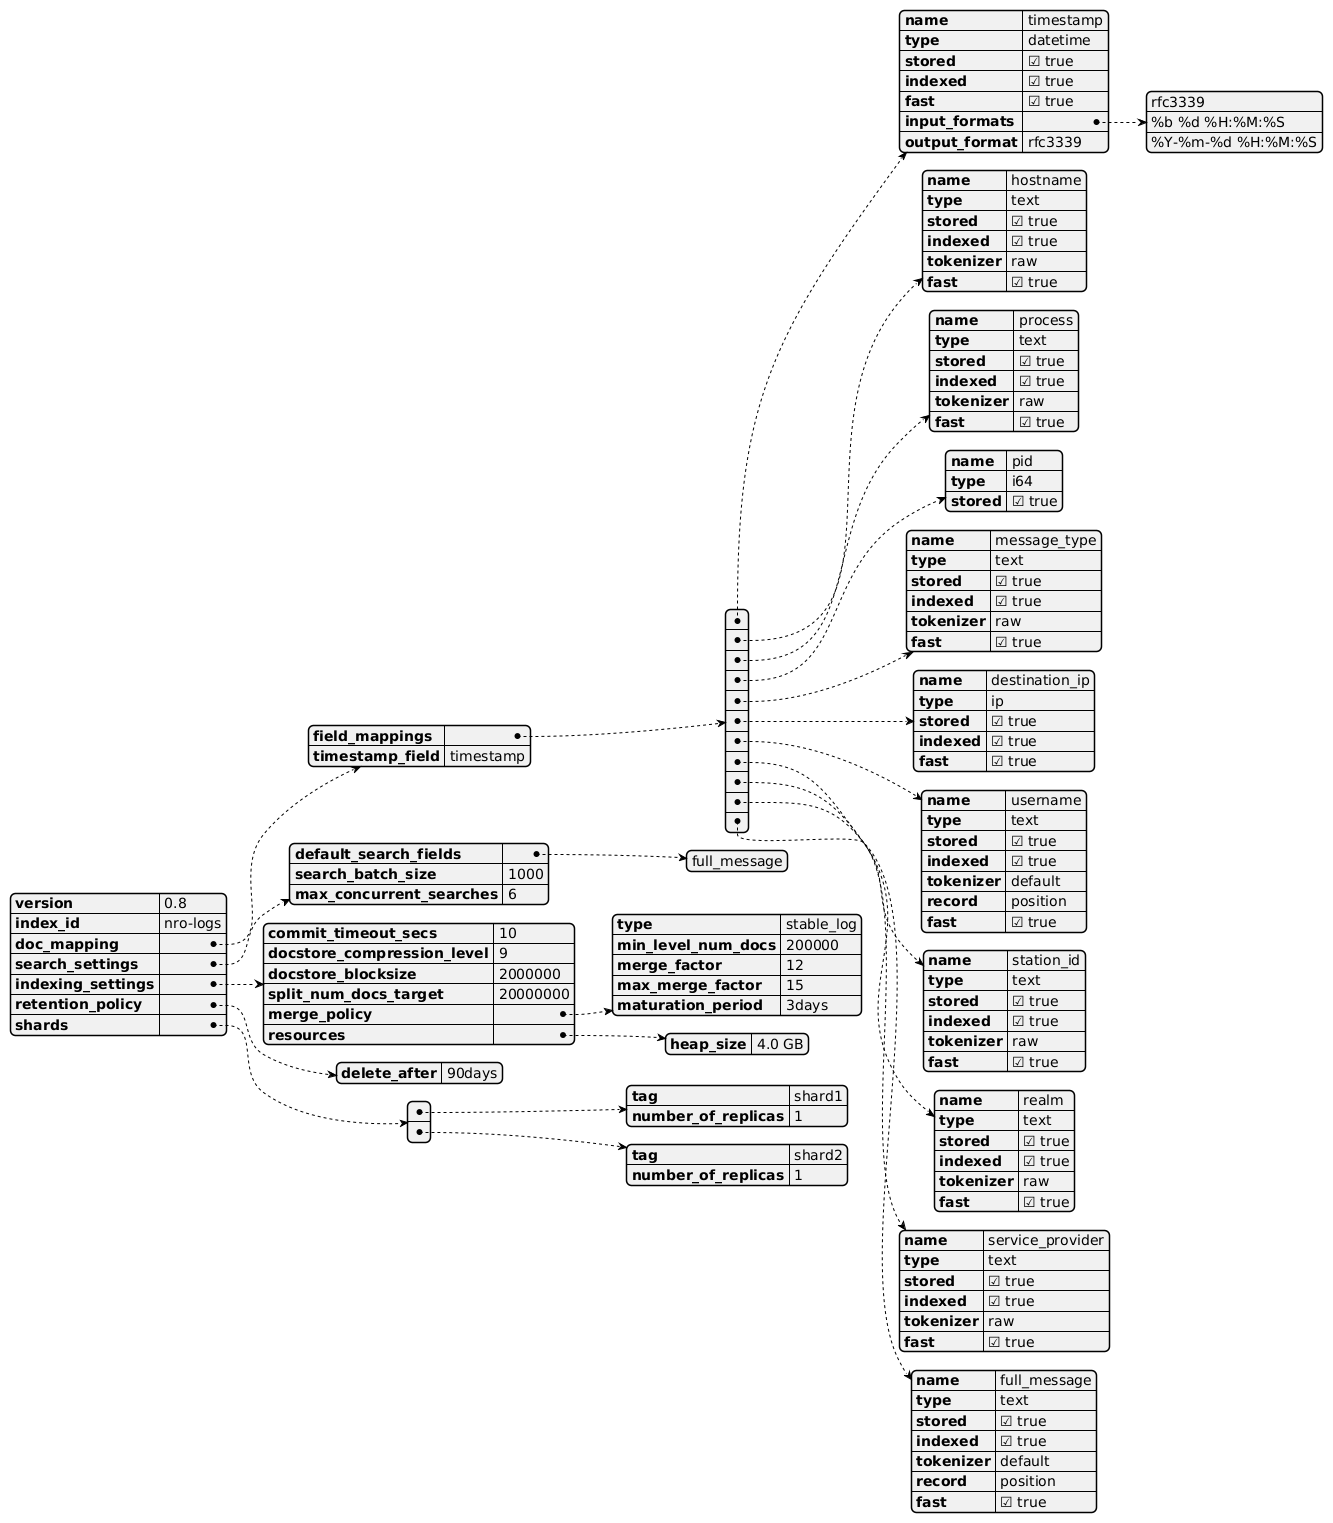 version 0.8
index_id nro-logs
doc_mapping
search_settings
indexing_settings
retention_policy
shards
field_mappings
timestamp_field timestamp
name timestamp
type datetime
stored ☑ true
indexed ☑ true
fast ☑ true
input_formats
output_format rfc3339
rfc3339
%b %d %H:%M:%S
%Y-%m-%d %H:%M:%S
name hostname
type text
stored ☑ true
indexed ☑ true
tokenizer raw
fast ☑ true
name process
type text
stored ☑ true
indexed ☑ true
tokenizer raw
fast ☑ true
name pid
type i64
stored ☑ true
name message_type
type text
stored ☑ true
indexed ☑ true
tokenizer raw
fast ☑ true
name destination_ip
type ip
stored ☑ true
indexed ☑ true
fast ☑ true
name username
type text
stored ☑ true
indexed ☑ true
tokenizer default
record position
fast ☑ true
name station_id
type text
stored ☑ true
indexed ☑ true
tokenizer raw
fast ☑ true
name realm
type text
stored ☑ true
indexed ☑ true
tokenizer raw
fast ☑ true
name service_provider
type text
stored ☑ true
indexed ☑ true
tokenizer raw
fast ☑ true
name full_message
type text
stored ☑ true
indexed ☑ true
tokenizer default
record position
fast ☑ true
default_search_fields
search_batch_size 1000
max_concurrent_searches 6
full_message
commit_timeout_secs 10
docstore_compression_level 9
docstore_blocksize 2000000
split_num_docs_target 20000000
merge_policy
resources
type stable_log
min_level_num_docs 200000
merge_factor 12
max_merge_factor 15
maturation_period 3days
heap_size 4.0 GB
delete_after 90days
tag shard1
number_of_replicas 1
tag shard2
number_of_replicas 1